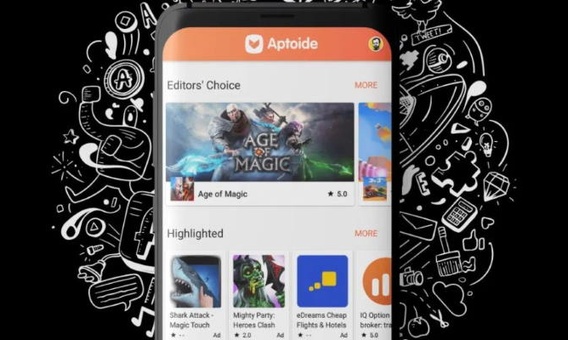 Aptoide
TWEET!
Editors' Choice MORE
AGE
OF
MAGIC
Age of Magic ★ 5.0
Highlighted MORE
Shark Attack - Mighty Party: eDreams Cheap IQ Option
Magic Touch Heroes Clash Flights & Hotels broker: tra
★ -- Ad ★ 2.0 Ad ★ -- Ad ★ 5.0